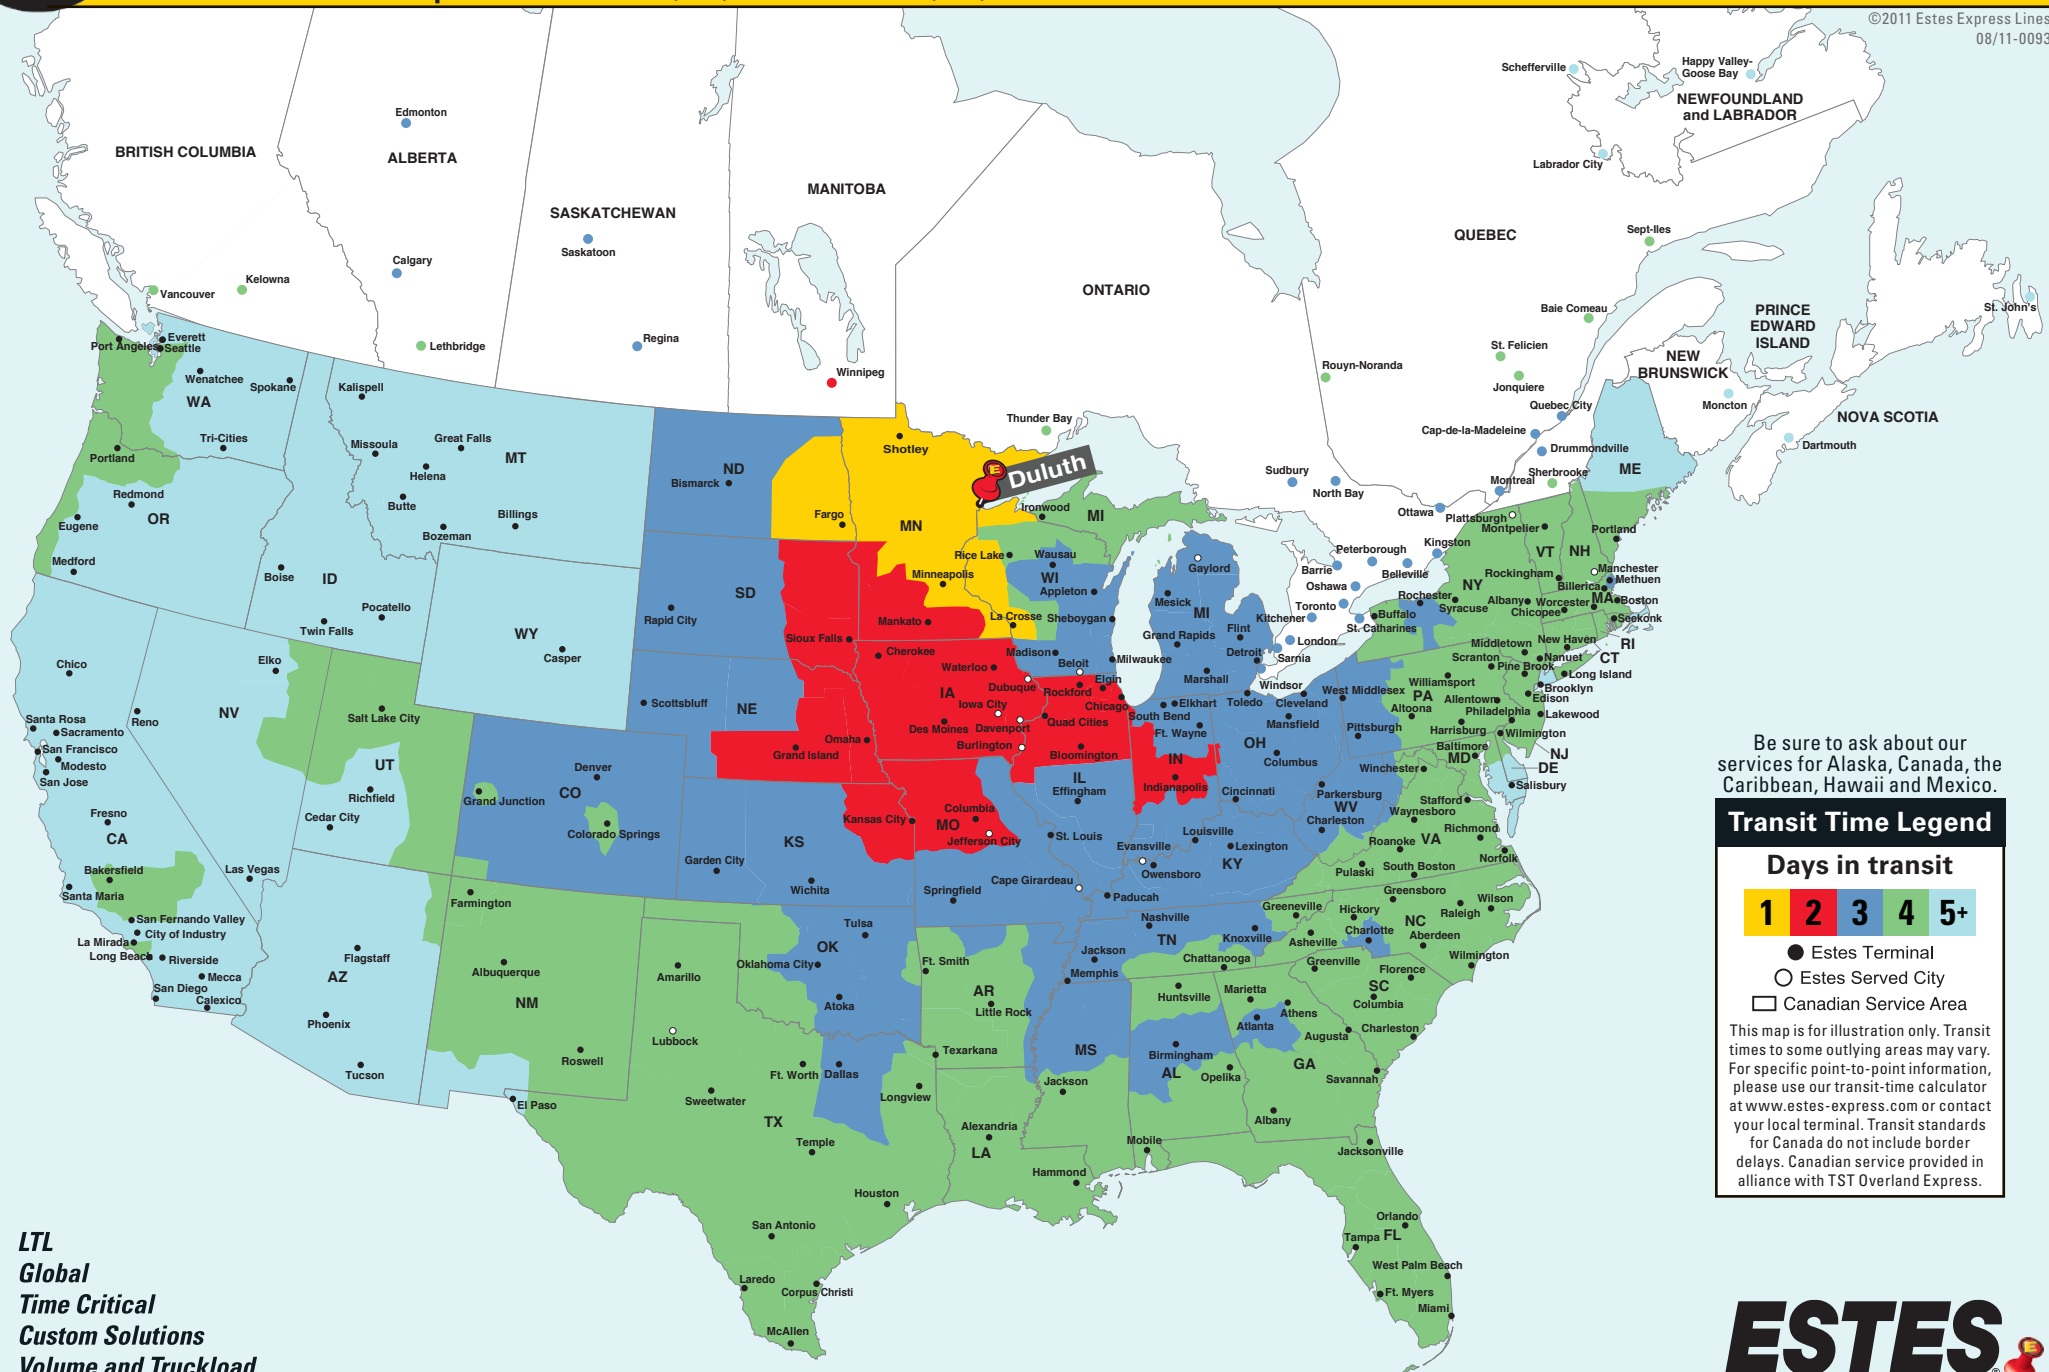 ©2011 Estes Express Lines
08/11-0093
Schefferville
Happy Valley-
Goose Bay
NEWFOUNDLAND
and LABRADOR
Labrador City
Edmonton
BRITISH COLUMBIA
ALBERTA
MANITOBA
SASKATCHEWAN
Saskatoon
QUEBEC
Sept-Iles
Calgary
Kelowna
Vancouver
ONTARIO
Baie Comeau
St. John's
PRINCE
EDWARD
ISLAND
Regina
Lethbridge
Winnipeg
Rouyn-Noranda
St. Felicien
Jonquiere
NEW
BRUNSWICK
Moncton
NOVA SCOTIA
Dartmouth
Quebec City
Cap-de-la-Madeleine
Drummondville
Sherbrooke
Montreal
Thunder Bay
Sudbury
North Bay
Ottawa
Kingston
Peterborough
Barrie
Belleville
Oshawa
Toronto
Kitchener
St. Catharines
London
Sarnia
Windsor
Port Angeles
Everett
Seattle
Wenatchee
Spokane
WA
Tri-Cities
Portland
Redmond
OR
Eugene
Medford
Kalispell
Missoula
Great Falls
MT
Helena
Butte
Billings
Bozeman
Boise
ID
Pocatello
Twin Falls
WY
Casper
ND
Bismarck
Fargo
SD
Rapid City
Sioux Falls
Shotley
E
Duluth
MN
Minneapolis
Mankato
Ironwood
MI
Rice Lake
Wausau
WI
Appleton
La Crosse
Sheboygan
Madison
Beloit
Milwaukee
Gaylord
Mesick
MI
Grand Rapids
Flint
Detroit
Marshall
Chico
Elko
Reno
NV
Santa Rosa
Sacramento
San Francisco
Modesto
San Jose
Fresno
CA
Bakersfield
Santa Maria
Las Vegas
San Fernando Valley
City of Industry
La Mirada
Long Beach
Riverside
Mecca
San Diego
Calexico
Salt Lake City
UT
Richfield
Cedar City
Grand Junction
Denver
CO
Colorado Springs
Scottsbluff
NE
Omaha
Grand Island
Cherokee
Waterloo
IA
Dubuque
Iowa City
Des Moines
Davenport
Burlington
Rockford
Elgin
Chicago
Quad Cities
Bloomington
IL
Effingham
South Bend
Elkhart
Ft. Wayne
IN
Indianapolis
Toledo
Cleveland
Mansfield
OH
Columbus
Cincinnati
West Middlesex
Pittsburgh
Parkersburg
WV
Charleston
KS
Garden City
Wichita
Kansas City
Columbia
MO
Jefferson City
St. Louis
Springfield
Cape Girardeau
Evansville
Owensboro
Louisville
Lexington
KY
Paducah
ME
Plattsburgh
Montpelier
Portland
VT
NH
Rockingham
Manchester
Methuen
Billerica
NY
Rochester
Syracuse
Buffalo
Albany
Worcester
MA
Boston
Chicopee
Seekonk
RI
Middletown
New Haven
CT
Scranton
Nanuet
Pine Brook
Long Island
Williamsport
PA
Allentown
Brooklyn
Edison
Altoona
Philadelphia
Lakewood
Harrisburg
Wilmington
Baltimore
MD
NJ
DE
Salisbury
Winchester
Stafford
Waynesboro
Richmond
Roanoke
VA
Norfolk
Pulaski
South Boston
AZ
Flagstaff
Phoenix
Tucson
Farmington
Albuquerque
NM
Roswell
El Paso
Amarillo
Lubbock
Tulsa
OK
Oklahoma City
Atoka
Ft. Smith
AR
Little Rock
Texarkana
Ft. Worth
Dallas
Longview
Sweetwater
TX
Temple
Houston
San Antonio
Laredo
Corpus Christi
McAllen
Alexandria
LA
Hammond
Nashville
TN
Jackson
Memphis
Knoxville
Chattanooga
Greeneville
Hickory
Greensboro
Wilson
NC
Raleigh
Charlotte
Asheville
Aberdeen
Wilmington
Greenville
Florence
SC
Columbia
Charleston
Huntsville
Marietta
Athens
Atlanta
Augusta
MS
Birmingham
AL
Opelika
GA
Savannah
Jackson
Albany
Mobile
Jacksonville
Orlando
Tampa
FL
West Palm Beach
Ft. Myers
Miami
Be sure to ask about our
services for Alaska, Canada, the
Caribbean, Hawaii and Mexico.
Transit Time Legend
Days in transit
1 2 3 4 5+
Estes Terminal
Estes Served City
Canadian Service Area
This map is for illustration only. Transit
times to some outlying areas may vary.
For specific point-to-point information,
please use our transit-time calculator
at www.estes-express.com or contact
your local terminal. Transit standards
for Canada do not include border
delays. Canadian service provided in
alliance with TST Overland Express.
LTL
Global
Time Critical
Custom Solutions
Volume and Truckload
ESTES
E